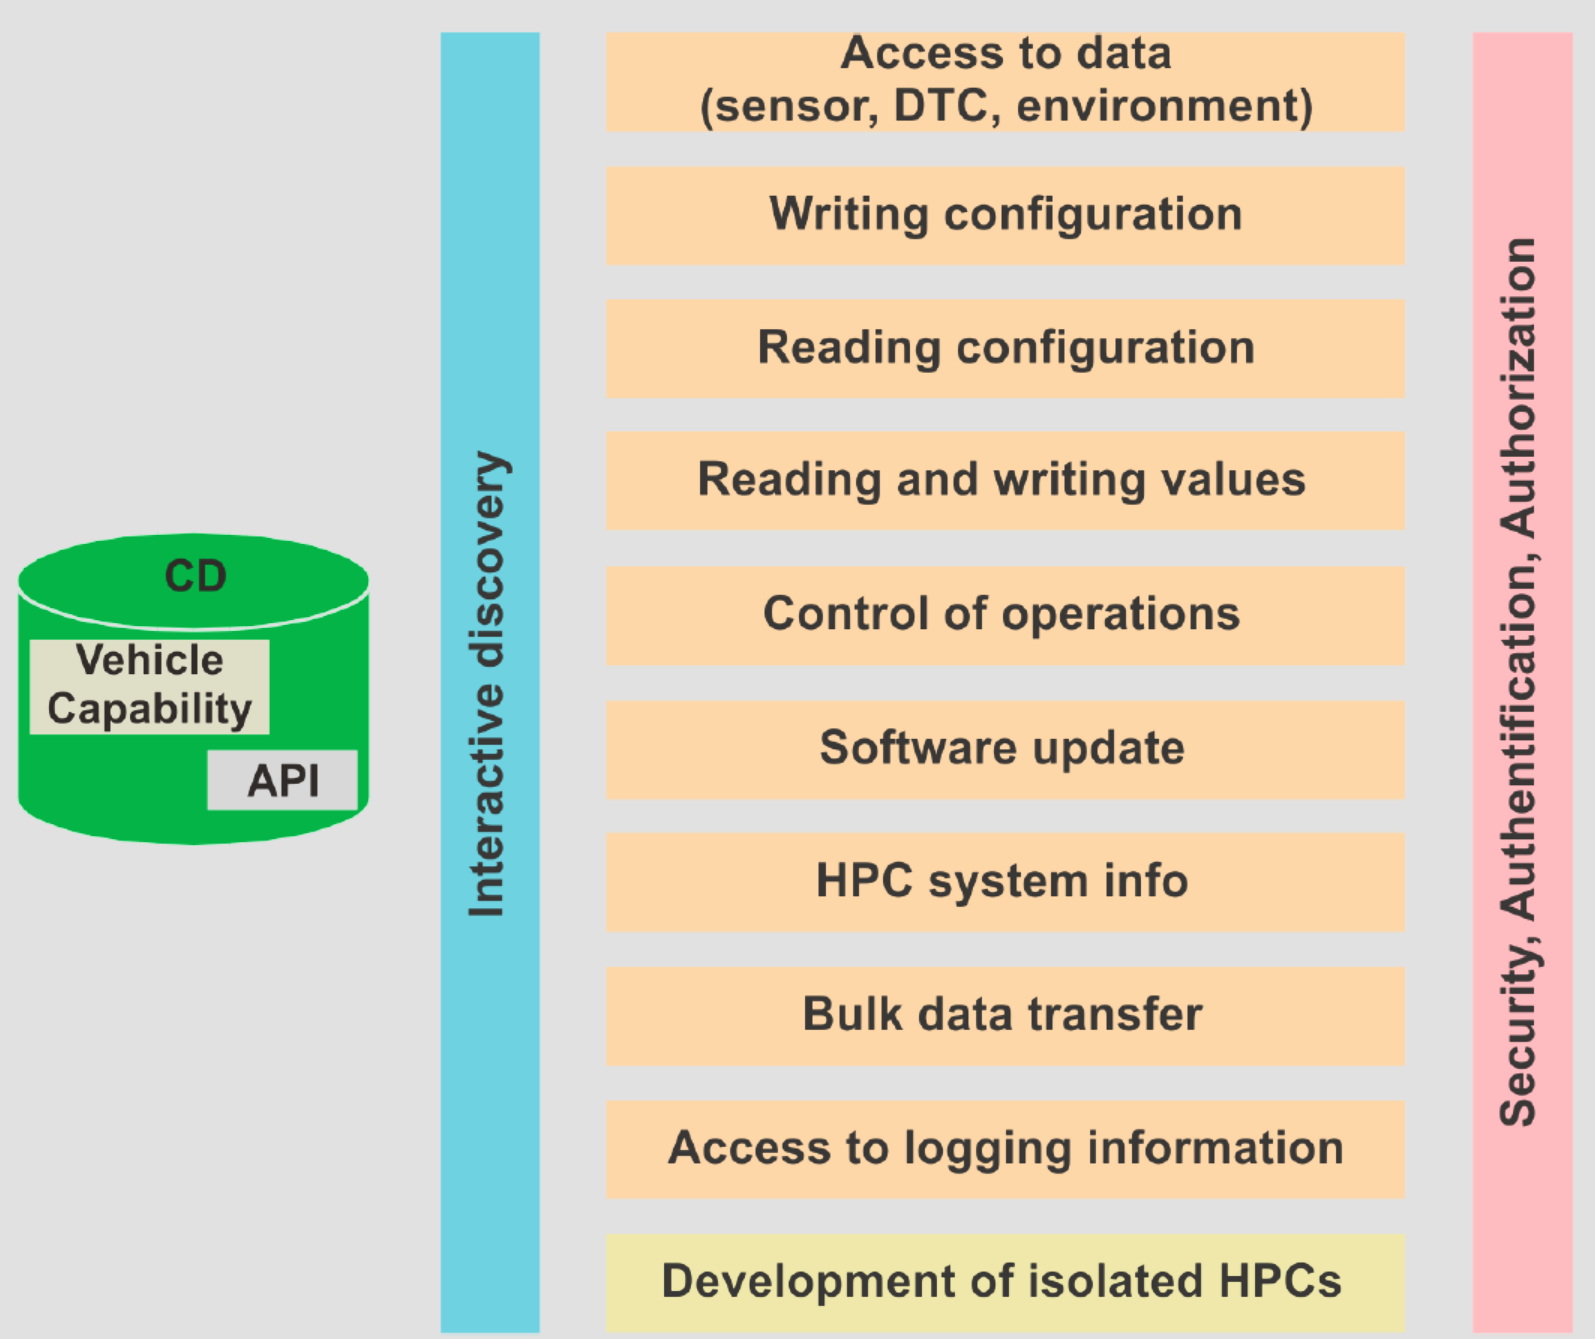 CD
Vehicle
Capability
API
Interactive discovery
Access to data
(sensor, DTC, environment)
Writing configuration
Reading configuration
Reading and writing values
Control of operations
Software update
HPC system info
Bulk data transfer
Access to logging information
Development of isolated HPCs
Security, Authentification, Authorization